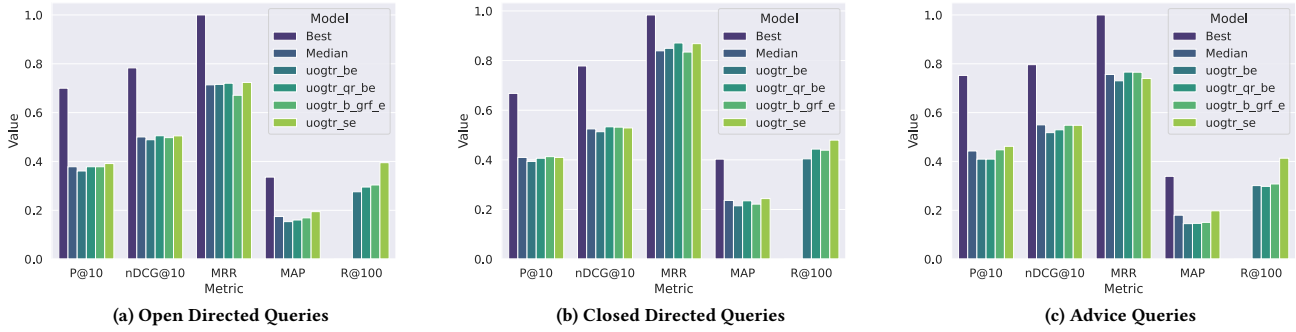 1.0
0.8
0.6
0.4
0.2
0.0
Value
Model
Best
Median
uogtr_be
uogtr_qr_be
uogtr_b_grf_e
uogtr_se
P@10 nDCG@10 MRR MAP R@100
Metric
(a) Open Directed Queries
1.0
0.8
0.6
0.4
0.2
0.0
Value
Model
Best
Median
uogtr_be
uogtr_qr_be
uogtr_b_grf_e
uogtr_se
P@10 nDCG@10 MRR MAP R@100
Metric
(b) Closed Directed Queries
1.0
0.8
0.6
0.4
0.2
0.0
Value
Model
Best
Median
uogtr_be
uogtr_qr_be
uogtr_b_grf_e
uogtr_se
P@10 nDCG@10 MRR MAP R@100
Metric
(c) Advice Queries